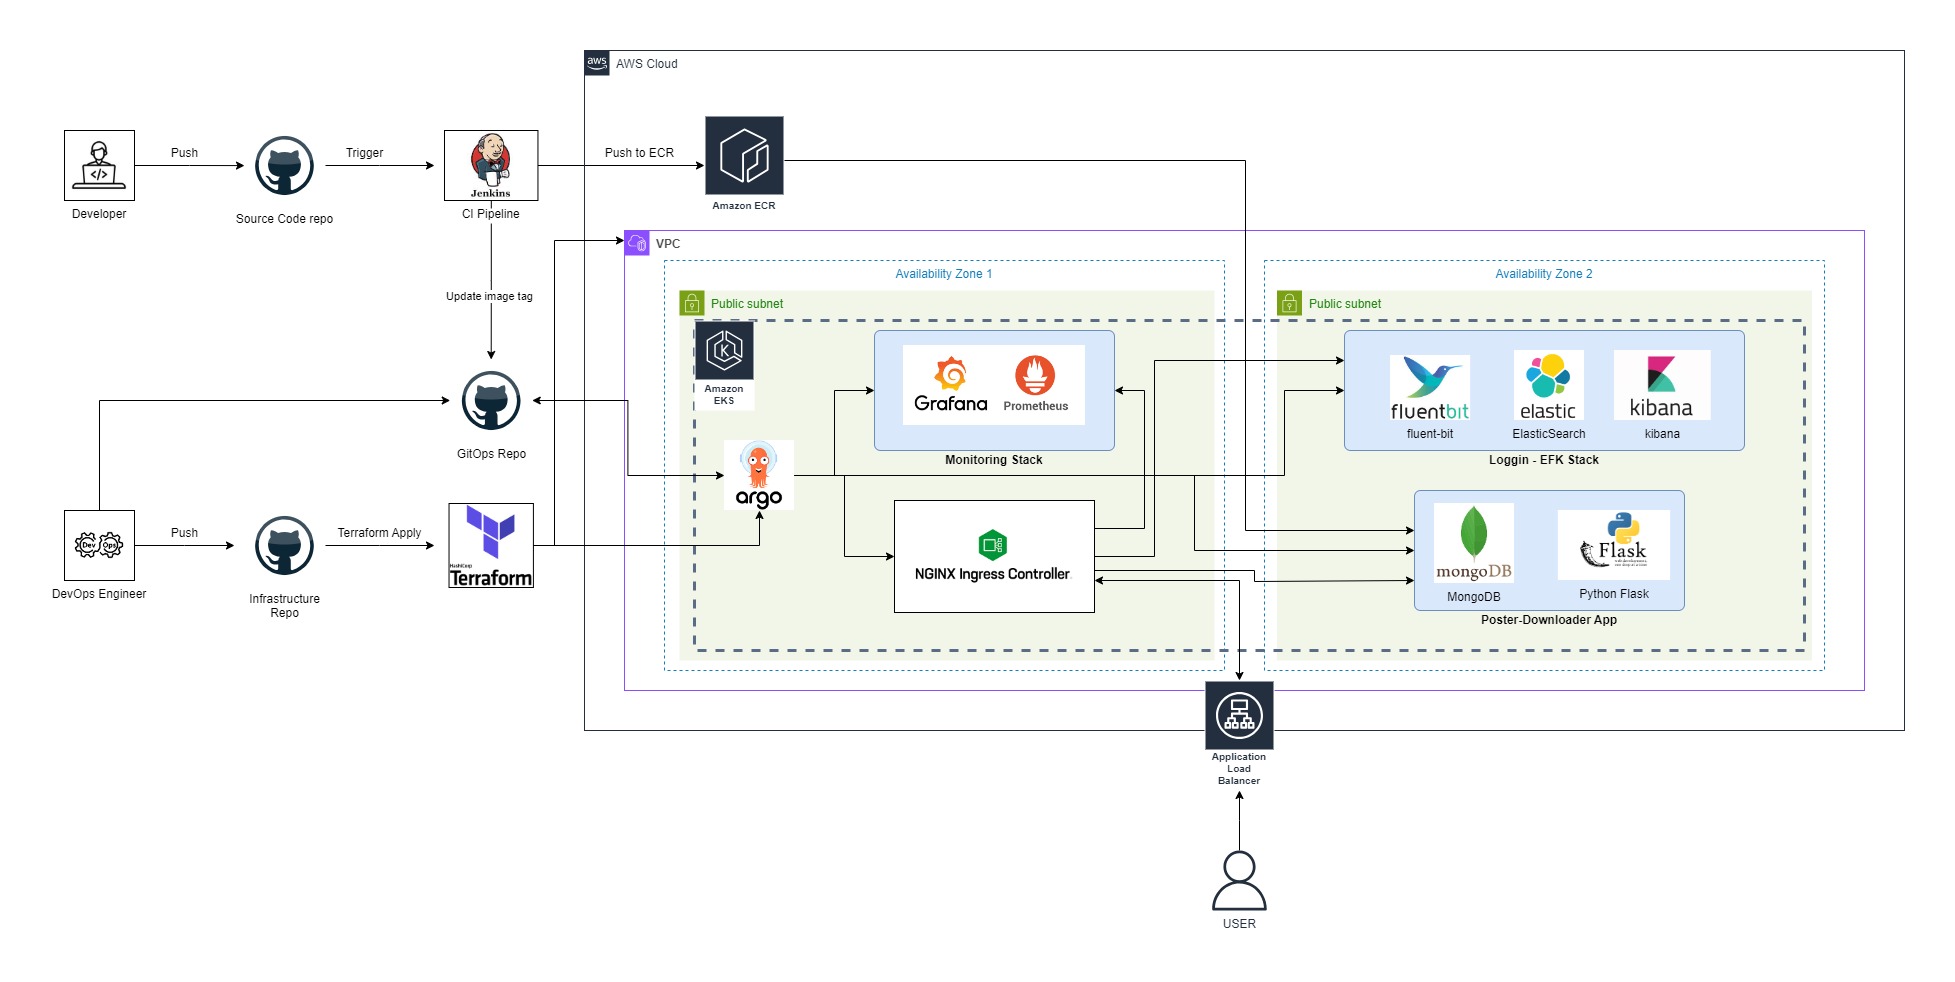 aws
AWS Cloud
Push
Trigger
Push to ECR
Jenkins
Developer
Source Code repo
CI Pipeline
Amazon ECR
VPC
Availability Zone 1
Availability Zone 2
Update image tag
Public subnet
Public subnet
K
Amazon
EKS
Grafana
Prometheus
Monitoring Stack
fluentbit
elastic
kibana
fluent-bit
ElasticSearch
kibana
Loggin - EFK Stack
GitOps Repo
argo
Push
Terraform Apply
Dev Ops
HashiCorp
Terraform
DevOps Engineer
Infrastructure
Repo
NGINX Ingress Controller
mongoDB
Flask
MongoDB
Python Flask
Poster-Downloader App
Application
Load
Balancer
USER